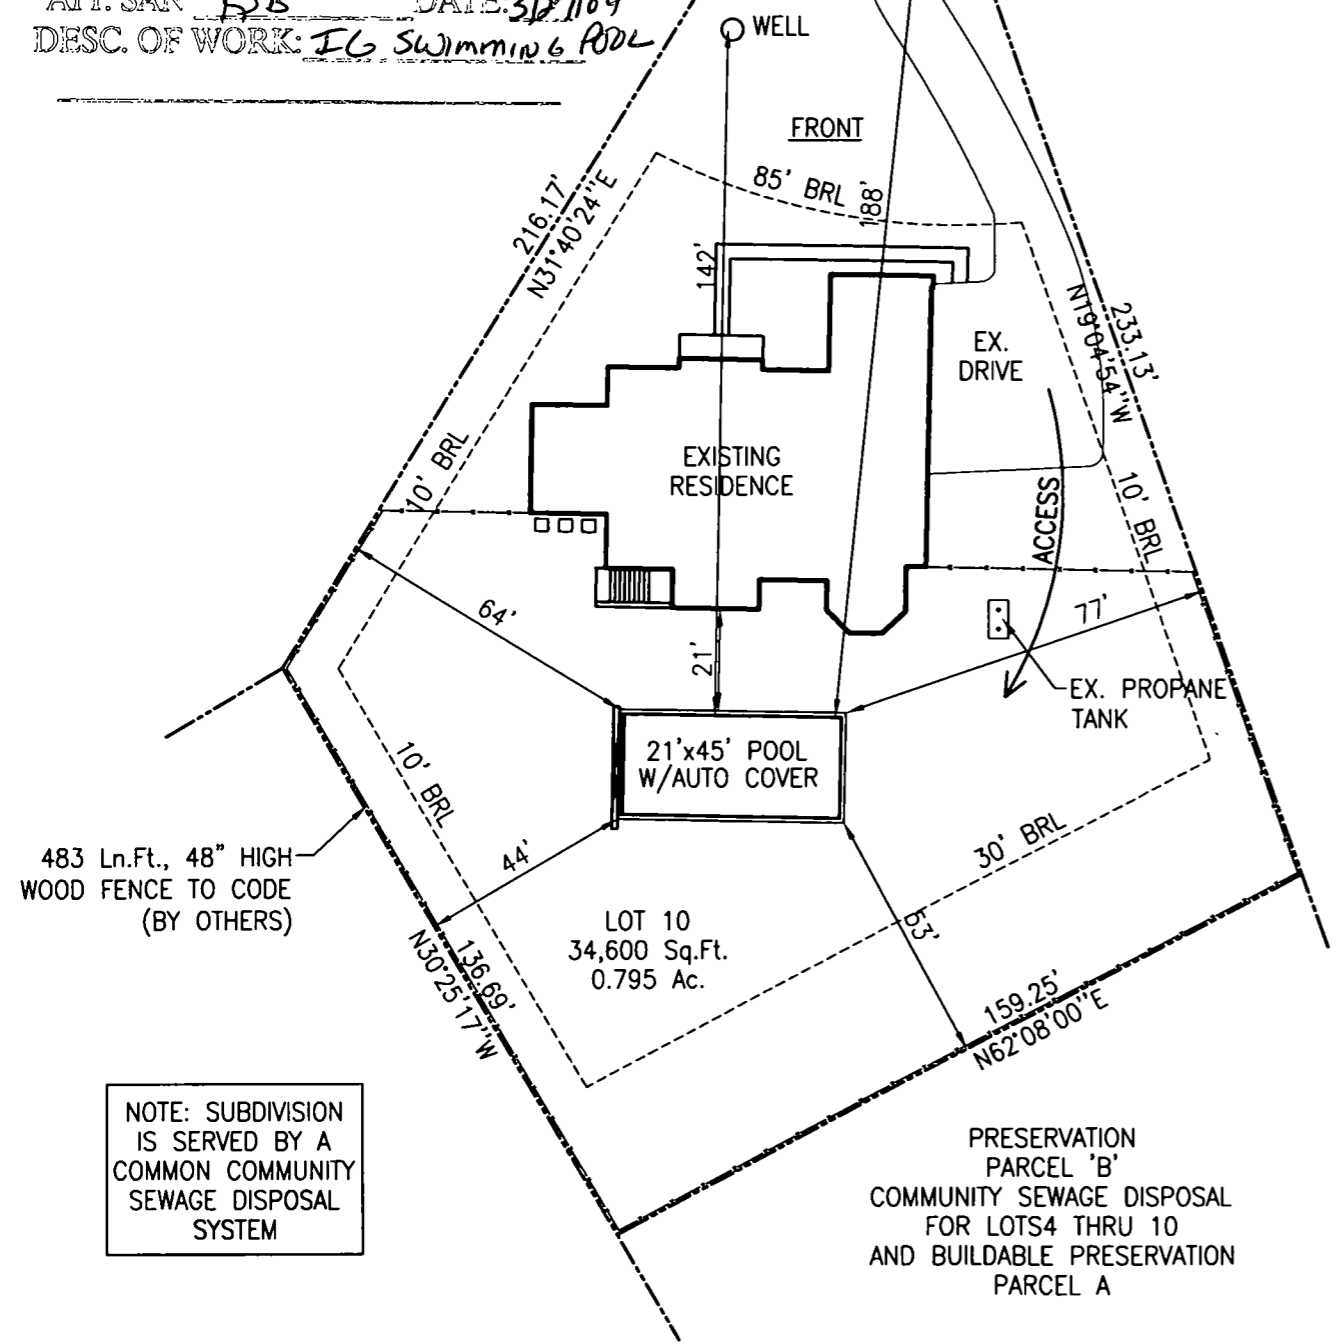 DATE: 3/2/109
DESC. OF WORK: IG SWIMMING POOL
WELL
FRONT
85' BRL
188'
216.17'
N31°40'24"E
142'
EX.
DRIVE
233.13'
N19°04'54"W
10' BRL
EXISTING
RESIDENCE
ACCESS
10' BRL
64'
21'
77'
EX. PROPANE
TANK
21'x45' POOL
W/AUTO COVER
10' BRL
483 Ln.Ft., 48" HIGH
WOOD FENCE TO CODE
(BY OTHERS)
44'
30' BRL
53'
LOT 10
34,600 Sq.Ft.
0.795 Ac.
136.69'
N30°25'17"W
159.25'
N62°08'00"E
NOTE: SUBDIVISION
IS SERVED BY A
COMMON COMMUNITY
SEWAGE DISPOSAL
SYSTEM
PRESERVATION
PARCEL 'B'
COMMUNITY SEWAGE DISPOSAL
FOR LOTS4 THRU 10
AND BUILDABLE PRESERVATION
PARCEL A